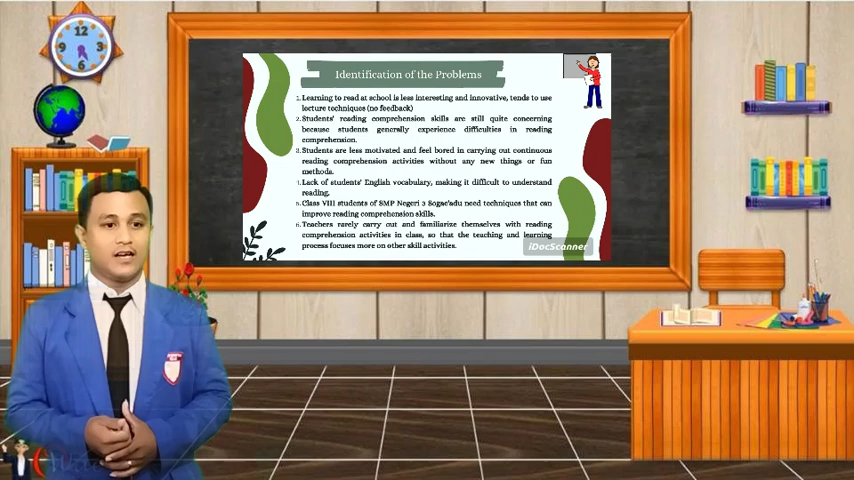 12
9
3
6
Identification of the Problems
1. Learning to read at school is less interesting and innovative, tends to use
lecture techniques (no feedback)
2. Students' reading comprehension skills are still quite concerning
because students generally experience difficulties in reading
comprehension.
3. Students are less motivated and feel bored in carrying out continuous
reading comprehension activities without any new things or fun
methods.
4. Lack of students' English vocabulary, making it difficult to understand
reading.
5. Class VIII students of SMP Negeri 3 Sogae'adu need techniques that can
improve reading comprehension skills.
6. Teachers rarely carry out and familiarize themselves with reading
comprehension activities in class, so that the teaching and learning
process focuses more on other skill activities.
iDocScanner